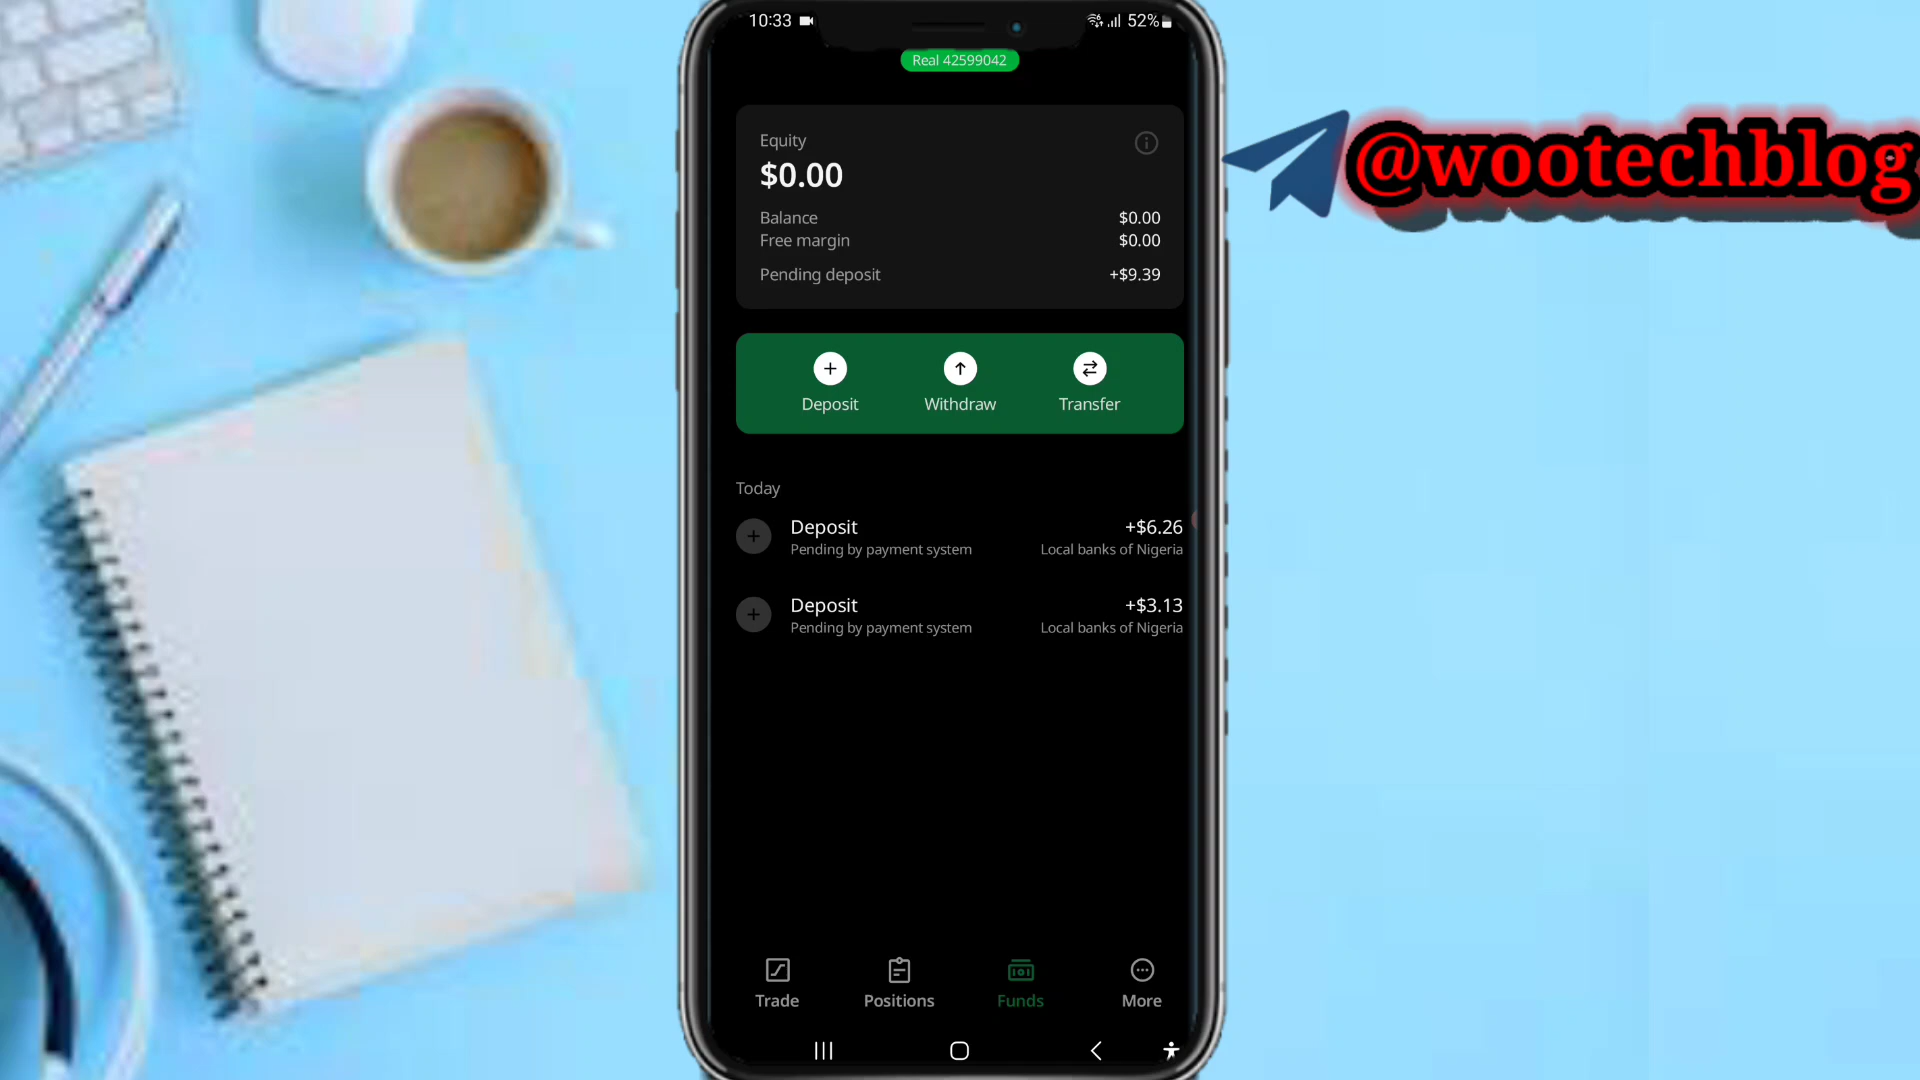 10:33
52%
Real 42599042
@wootechblog
Equity
$0.00
Balance $0.00
Free margin $0.00
Pending deposit +$9.39
Deposit Withdraw Transfer
Today
Deposit +$6.26
Pending by payment system Local banks of Nigeria
Deposit +$3.13
Pending by payment system Local banks of Nigeria
Trade Positions Funds More